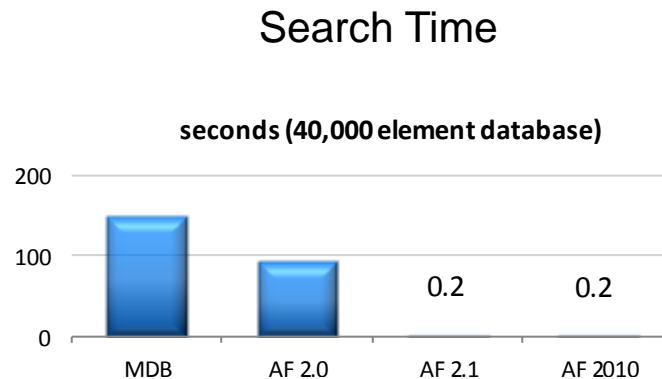 Search Time
seconds (40,000 element database)
200
100
0.2
0.2
0
MDB
AF 2.0
AF 2.1
AF 2010